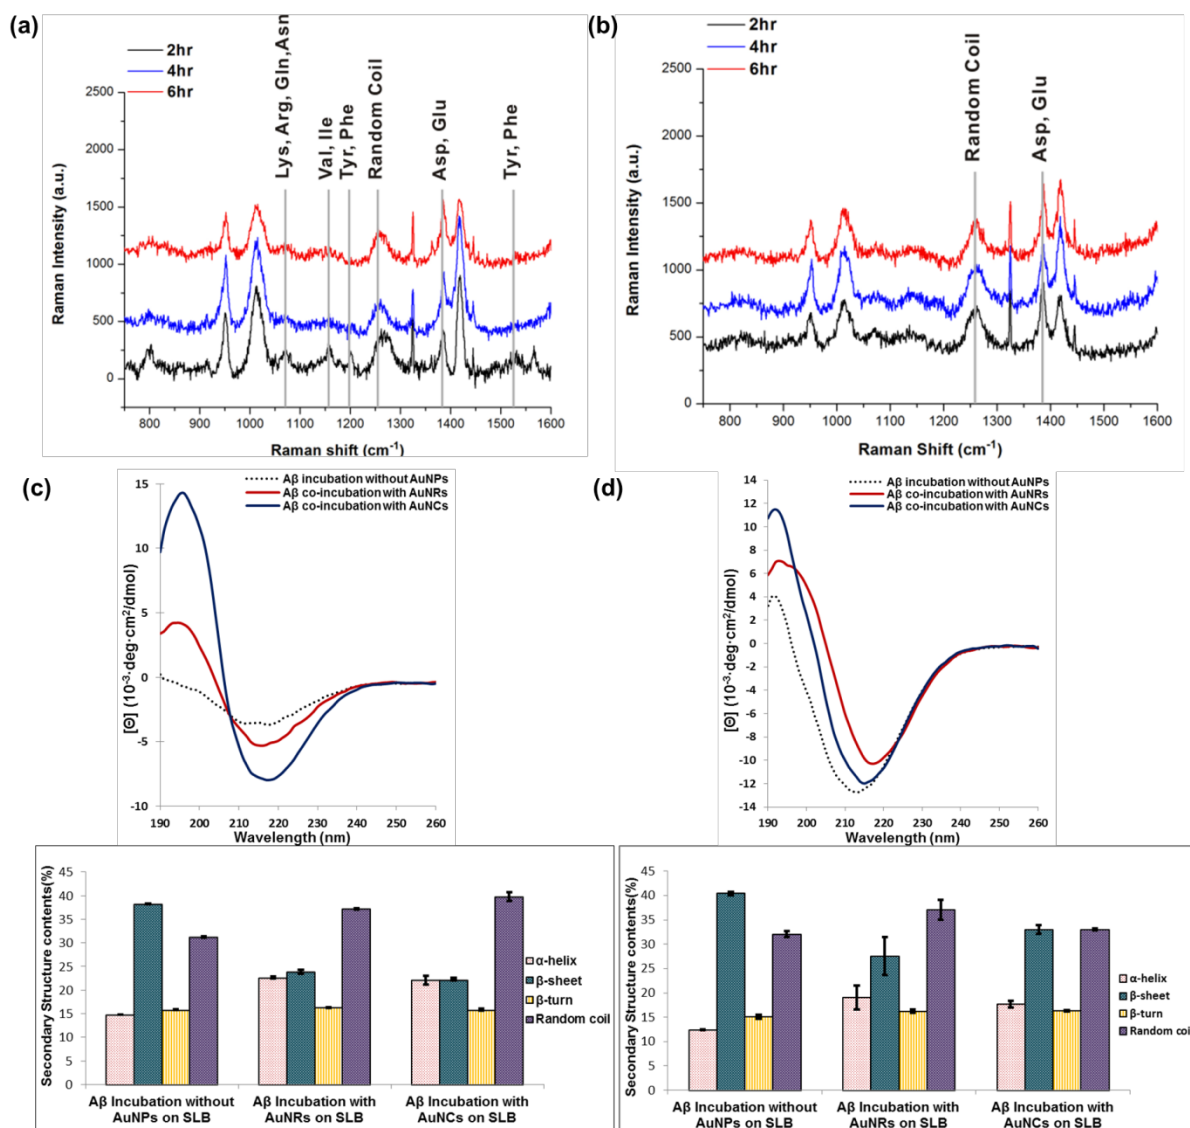 (a)
2hr
4hr
6hr
Lys, Arg, Gln,Asn
Val, Ile
Tyr, Phe
Random Coil
Asp, Glu
Tyr, Phe
Raman Intensity (a.u.)
2500
2000
1500
1000
500
0
800 900 1000 1100 1200 1300 1400 1500 1600
Raman shift (cm⁻¹)
(b)
2hr
4hr
6hr
Random Coil
Asp, Glu
Raman Intensity (a.u.)
2500
2000
1500
1000
500
0
800 900 1000 1100 1200 1300 1400 1500 1600
Raman Shift (cm⁻¹)
(c)
Aβ incubation without AuNPs
Aβ co-incubation with AuNRs
Aβ co-incubation with AuNCs
[Θ] (10⁻³·deg·cm²/dmol)
15
10
5
0
-5
-10
190 200 210 220 230 240 250 260
Wavelength (nm)
(d)
Aβ incubation without AuNPs
Aβ co-incubation with AuNRs
Aβ co-incubation with AuNCs
[Θ] (10⁻³·deg·cm²/dmol)
14
12
10
8
6
4
2
0
-2
-4
-6
-8
-10
-12
-14
190 200 210 220 230 240 250 260
Wavelength (nm)
Secondary Structure contents(%)
45
40
35
30
25
20
15
10
5
0
α-helix
β-sheet
β-turn
Random coil
Aβ Incubation without Aβ Incubation with Aβ Incubation with
AuNPs on SLB AuNRs on SLB AuNCs on SLB
Secondary Structure contents(%)
45
40
35
30
25
20
15
10
5
0
α-helix
β-sheet
β-turn
Random coil
Aβ Incubation without Aβ Incubation with Aβ Incubation with
AuNPs on SLB AuNRs on SLB AuNCs on SLB